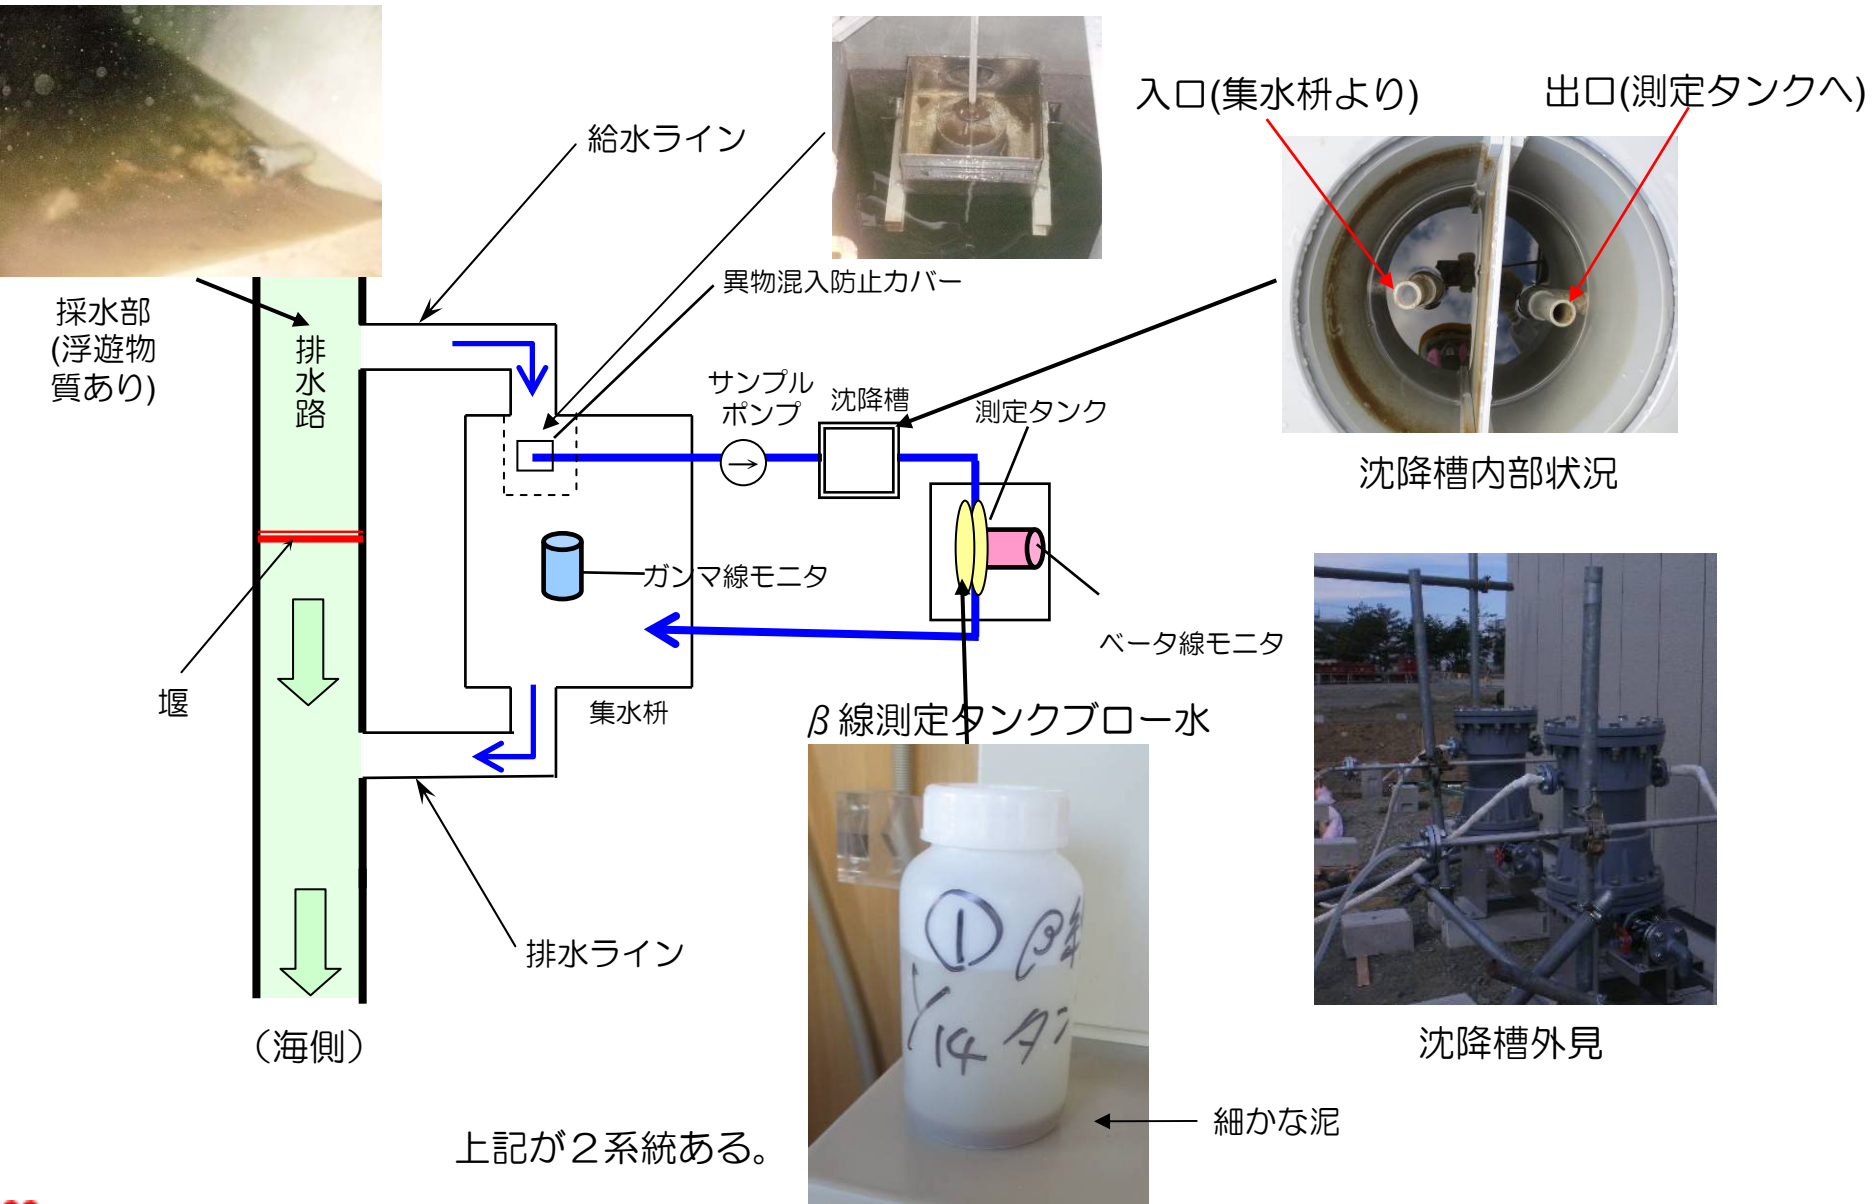 入口(集水枡より)
出口(測定タンクへ)
給水ライン
異物混入防止カバー
採水部
(浮遊物
質あり)
排水路
サンプル
ポンプ
沈降槽
測定タンク
沈降槽内部状況
ガンマ線モニタ
ベータ線モニタ
堰
集水枡
β線測定タンクブロー水
① β
14 タン
排水ライン
(海側)
沈降槽外見
細かな泥
上記が2系統ある。